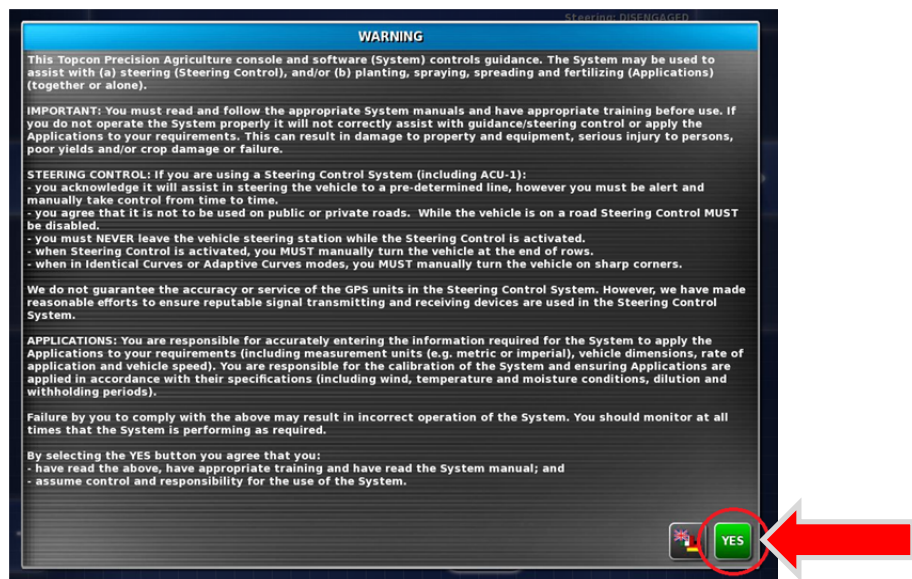 Steering: DISENGAGED
WARNING
This Topcon Precision Agriculture console and software (System) controls guidance. The System may be used to
assist with (a) steering (Steering Control), and/or (b) planting, spraying, spreading and fertilizing (Applications)
(together or alone).
IMPORTANT: You must read and follow the appropriate System manuals and have appropriate training before use. If
you do not operate the System properly it will not correctly assist with guidance/steering control or apply the
Applications to your requirements. This can result in damage to property and equipment, serious injury to persons,
poor yields and/or crop damage or failure.
STEERING CONTROL: If you are using a Steering Control System (including ACU-1):
- you acknowledge it will assist in steering the vehicle to a pre-determined line, however you must be alert and
manually take control from time to time.
- you agree that it is not to be used on public or private roads. While the vehicle is on a road Steering Control MUST
be disabled.
- you must NEVER leave the vehicle steering station while the Steering Control is activated.
- when Steering Control is activated, you MUST manually turn the vehicle at the end of rows.
- when in Identical Curves or Adaptive Curves modes, you MUST manually turn the vehicle on sharp corners.
We do not guarantee the accuracy or service of the GPS units in the Steering Control System. However, we have made
reasonable efforts to ensure reputable signal transmitting and receiving devices are used in the Steering Control
System.
APPLICATIONS: You are responsible for accurately entering the information required for the System to apply the
Applications to your requirements (including measurement units (e.g. metric or imperial), vehicle dimensions, rate of
application and vehicle speed). You are responsible for the calibration of the System and ensuring Applications are
applied in accordance with their specifications (including wind, temperature and moisture conditions, dilution and
withholding periods).
Failure by you to comply with the above may result in incorrect operation of the System. You should monitor at all
times that the System is performing as required.
By selecting the YES button you agree that you:
- have read the above, have appropriate training and have read the System manual; and
- assume control and responsibility for the use of the System.
YES